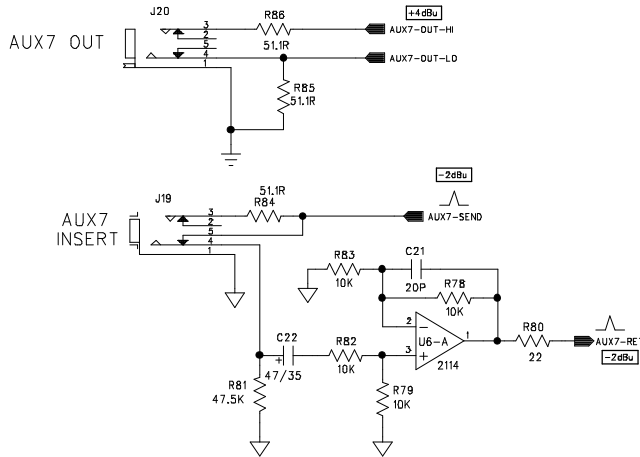 J20
AUX7 OUT
3
2
5
4
1
R86
51.1R
+4dBu
AUX7-OUT-HI
AUX7-OUT-LO
R85
51.1R
J19
AUX7
INSERT
3
2
5
4
1
51.1R
R84
-2dBu
AUX7-SEND
R83
10K
C21
20P
R78
10K
2
-
U6-A
3
+
1
2114
R80
22
AUX7-RET
-2dBu
C22
+
47/35
R82
10K
R81
47.5K
R79
10K